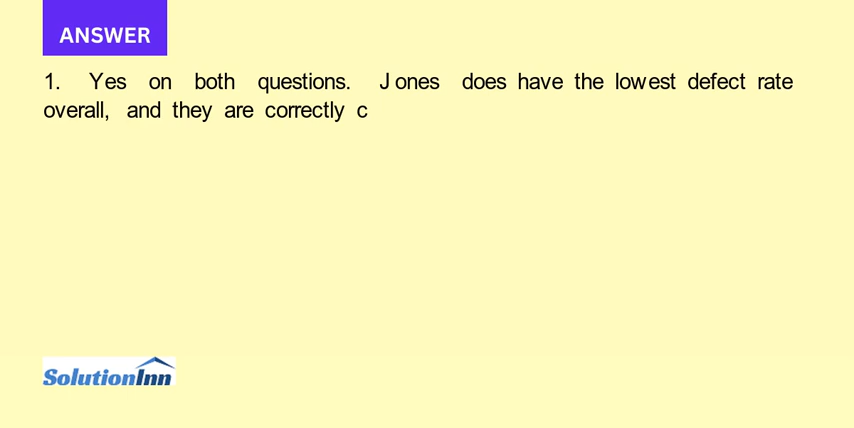 ANSWER
1. Yes on both questions. Jones does have the lowest defect rate
overall, and they are correctly c
SolutionInn